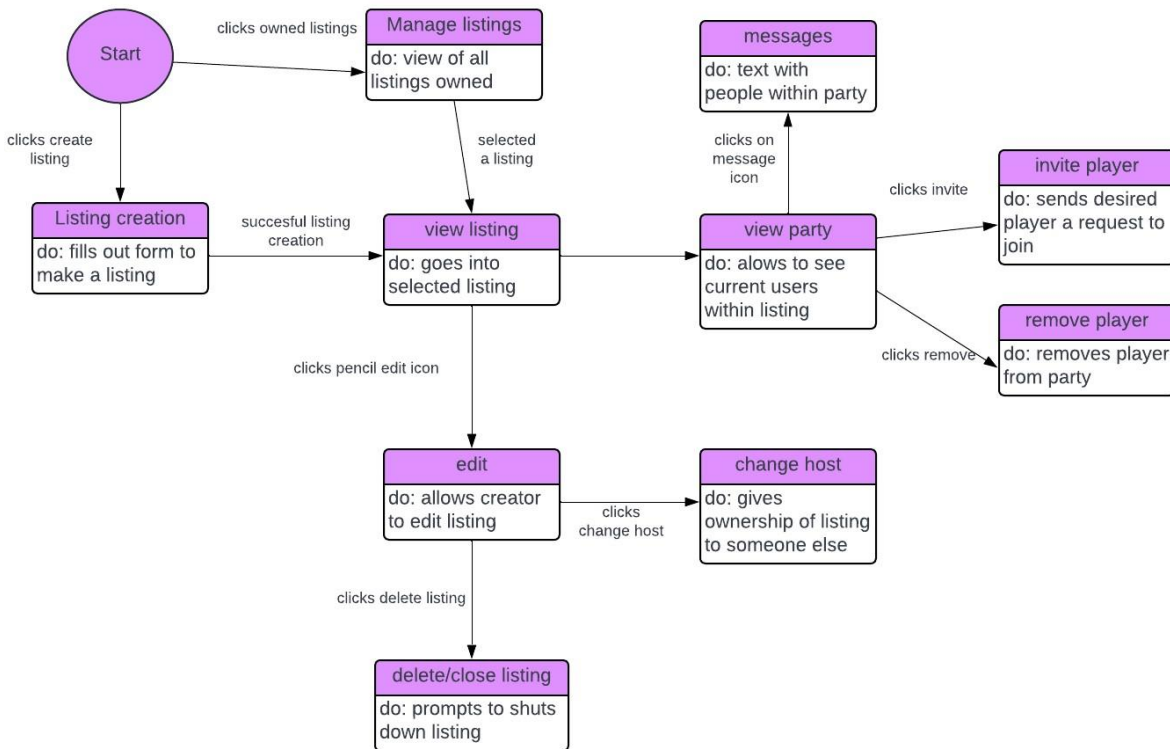 Start
clicks owned listings
Manage listings
do: view of all
listings owned
messages
do: text with
people within party
clicks create
listing
selected
a listing
clicks on
message
icon
clicks invite
invite player
do: sends desired
player a request to
join
Listing creation
do: fills out form to
make a listing
succesful listing
creation
view listing
do: goes into
selected listing
view party
do: alows to see
current users
within listing
clicks remove
remove player
do: removes player
from party
clicks pencil edit icon
edit
do: allows creator
to edit listing
clicks
change host
change host
do: gives
ownership of listing
to someone else
clicks delete listing
delete/close listing
do: prompts to shuts
down listing